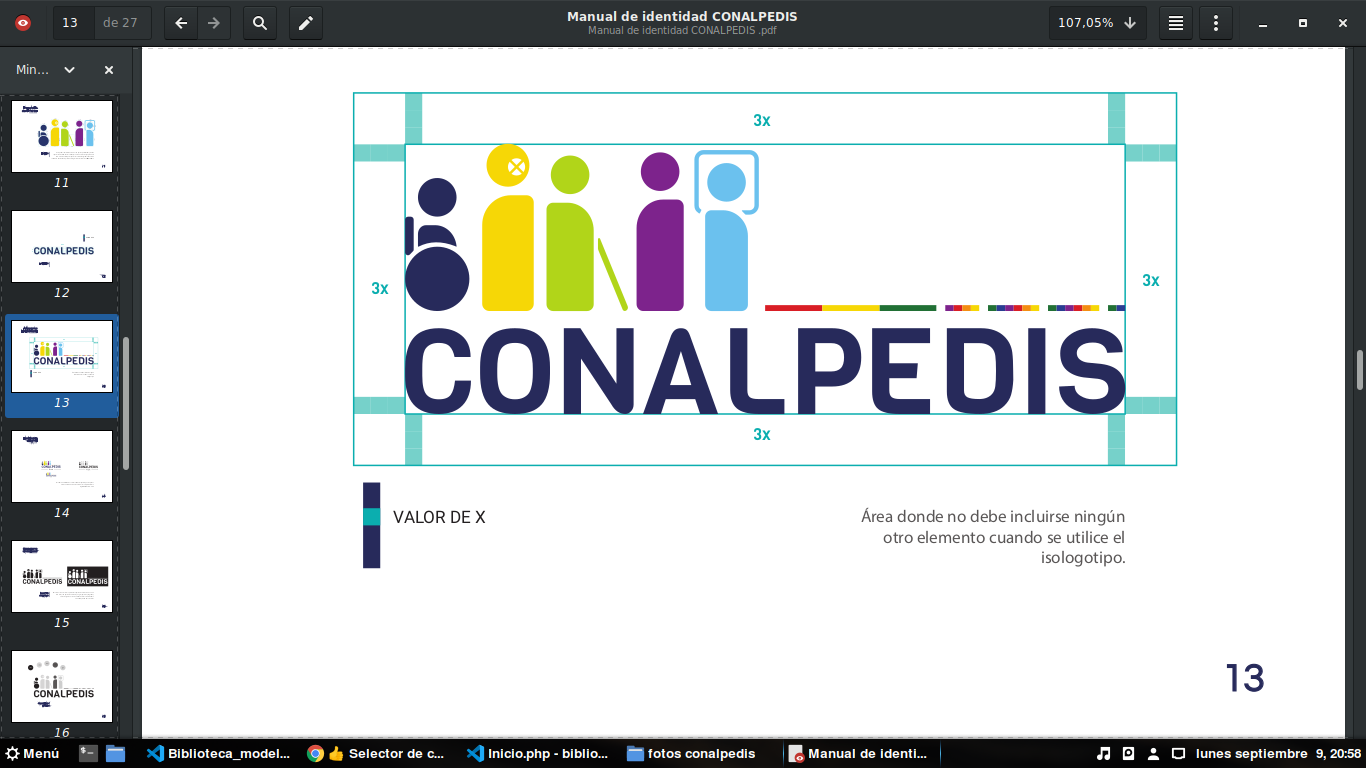 13
de 27
Manual de identidad CONALPEDIS
Manual de identidad CONALPEDIS .pdf
107,05%
Min...
11
CONALPEDIS
12
CONALPEDIS
13
14
CONALPEDIS
CONALPEDIS
15
CONALPEDIS
16
3x
3x
3x
CONALPEDIS
3x
VALOR DE X
Área donde no debe incluirse ningún
otro elemento cuando se utilice el
isologotipo.
13
Menú
Biblioteca_model...
👍 Selector de c...
Inicio.php - biblio...
fotos conalpedis
Manual de identi...
lunes septiembre 9, 20:58